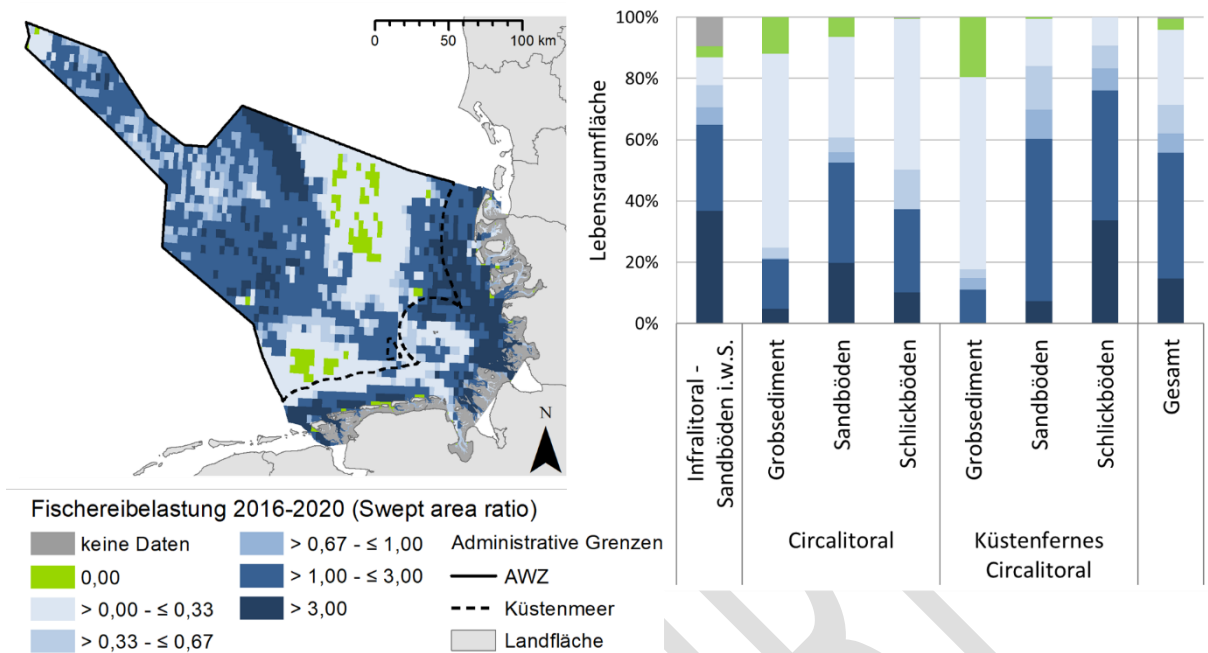 0 50 100 km
N
Fischereibelastung 2016-2020 (Swept area ratio)
keine Daten
0,00
> 0,00 - ≤ 0,33
> 0,33 - ≤ 0,67
> 0,67 - ≤ 1,00
> 1,00 - ≤ 3,00
> 3,00
Administrative Grenzen
AWZ
Küstenmeer
Landfläche
Lebensraumfläche
100%
80%
60%
40%
20%
0%
Infralitoral -
Sandböden i.w.S.
Grobsediment
Sandböden
Schlickböden
Grobsediment
Sandböden
Schlickböden
Gesamt
Circalitoral
Küstenfernes
Circalitoral